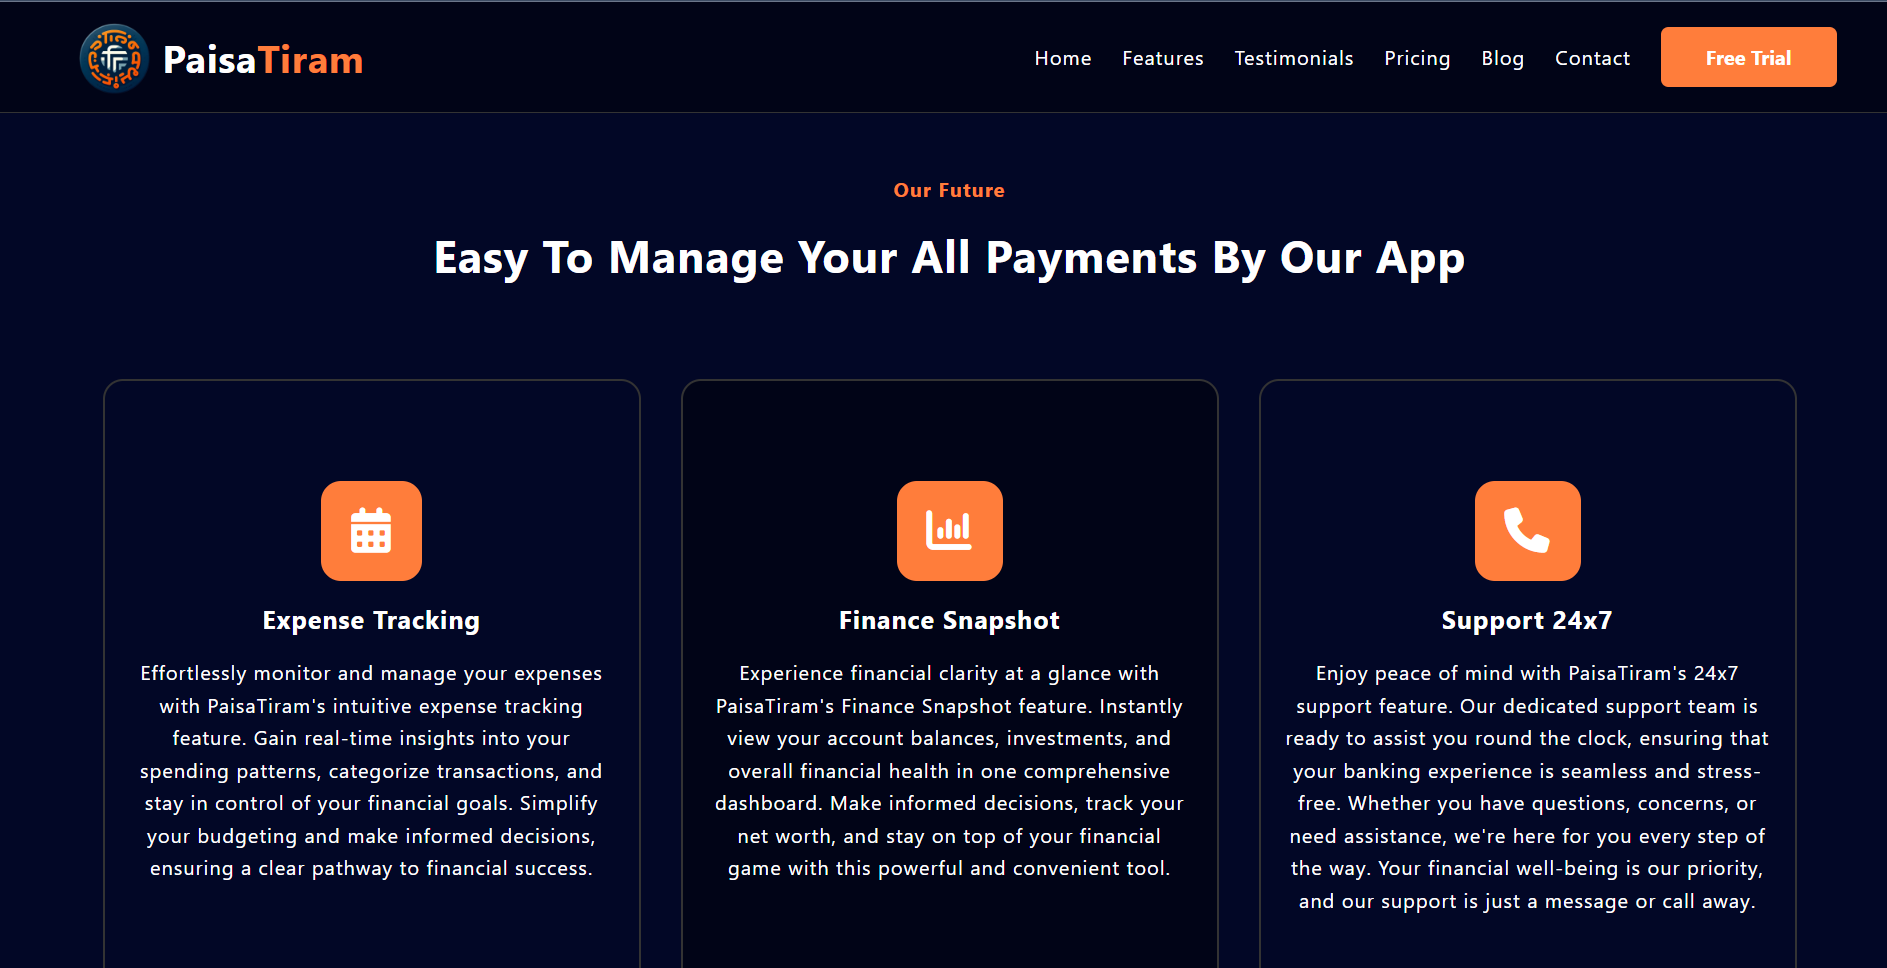 PaisaTiram
Home Features Testimonials Pricing Blog Contact Free Trial
Our Future
Easy To Manage Your All Payments By Our App
Expense Tracking
Effortlessly monitor and manage your expenses
with PaisaTiram's intuitive expense tracking
feature. Gain real-time insights into your
spending patterns, categorize transactions, and
stay in control of your financial goals. Simplify
your budgeting and make informed decisions,
ensuring a clear pathway to financial success.
Finance Snapshot
Experience financial clarity at a glance with
PaisaTiram's Finance Snapshot feature. Instantly
view your account balances, investments, and
overall financial health in one comprehensive
dashboard. Make informed decisions, track your
net worth, and stay on top of your financial
game with this powerful and convenient tool.
Support 24x7
Enjoy peace of mind with PaisaTiram's 24x7
support feature. Our dedicated support team is
ready to assist you round the clock, ensuring that
your banking experience is seamless and stress-
free. Whether you have questions, concerns, or
need assistance, we're here for you every step of
the way. Your financial well-being is our priority,
and our support is just a message or call away.